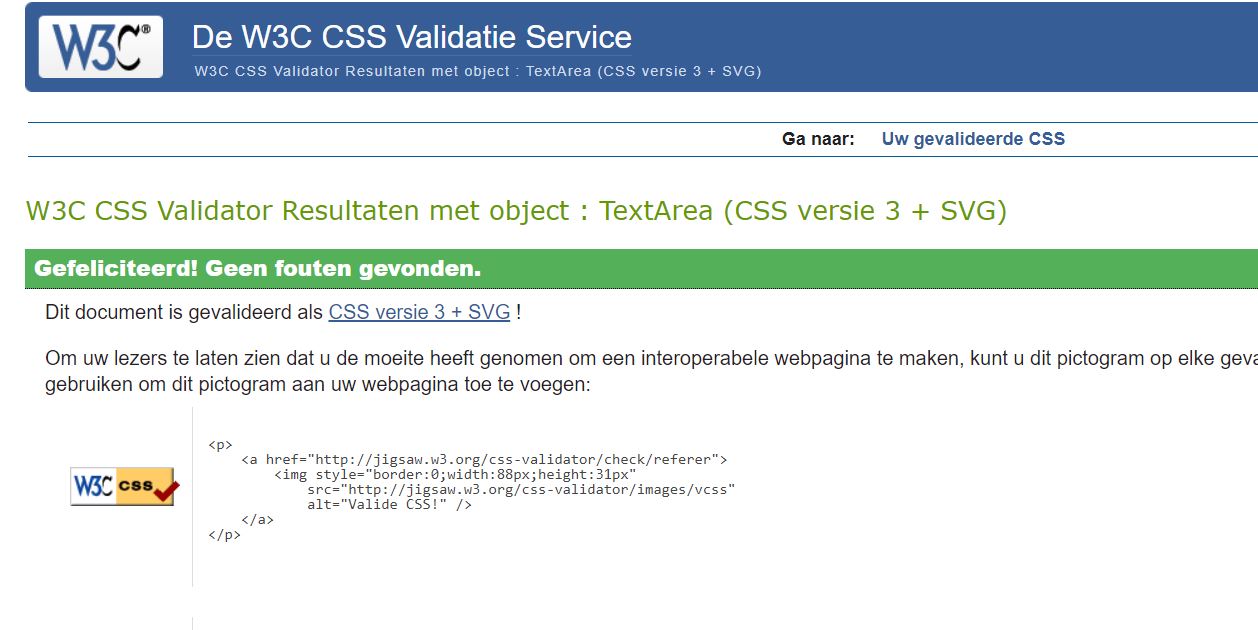 W3C®
De W3C CSS Validatie Service
W3C CSS Validator Resultaten met object : TextArea (CSS versie 3 + SVG)
Ga naar: Uw gevalideerde CSS
W3C CSS Validator Resultaten met object : TextArea (CSS versie 3 + SVG)
Gefeliciteerd! Geen fouten gevonden.
Dit document is gevalideerd als CSS versie 3 + SVG !
Om uw lezers te laten zien dat u de moeite heeft genomen om een interoperabele webpagina te maken, kunt u dit pictogram op elke geva
gebruiken om dit pictogram aan uw webpagina toe te voegen:
W3C css
<p>
<a href="http://jigsaw.w3.org/css-validator/check/referer">
<img style="border:0;width:88px;height:31px"
src="http://jigsaw.w3.org/css-validator/images/vcss"
alt="Valide CSS!" />
</a>
</p>